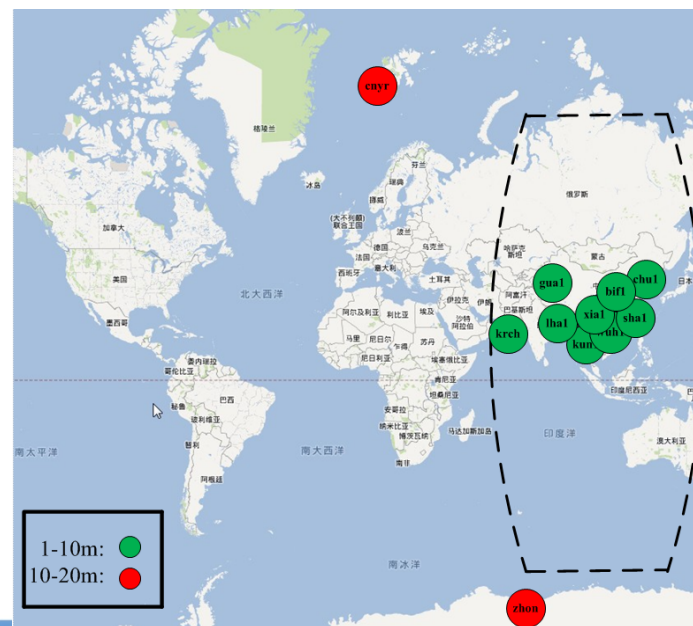 cnyr
格陵兰
冰岛
芬兰
瑞典
挪威
俄罗斯
(大不列颠)
联合王国
波兰
德国
乌克兰
法国
哈萨克
斯坦
蒙古
加拿大
西班牙
意大利
土耳其
gua1
chu1
bif1
美国
北大西洋
伊拉克
伊朗
阿富汗
巴基斯坦
日本
墨西哥
阿尔及利亚
利比亚
埃及
沙特
阿拉伯
krch
lha1
xia1
sha1
wuh1
kun
马里
尼日尔
苏丹
尼日利亚
乍得
埃塞俄比亚
委内瑞拉
哥伦比亚
肯尼亚
坦桑尼亚
印度尼西亚
秘鲁
巴西
玻利维亚
安哥拉
纳米比亚
博茨瓦纳
马达加斯加岛
印度洋
澳大利亚
南太平洋
智利
南大西洋
南非
阿根廷
1-10m:
10-20m:
南冰洋
zhon